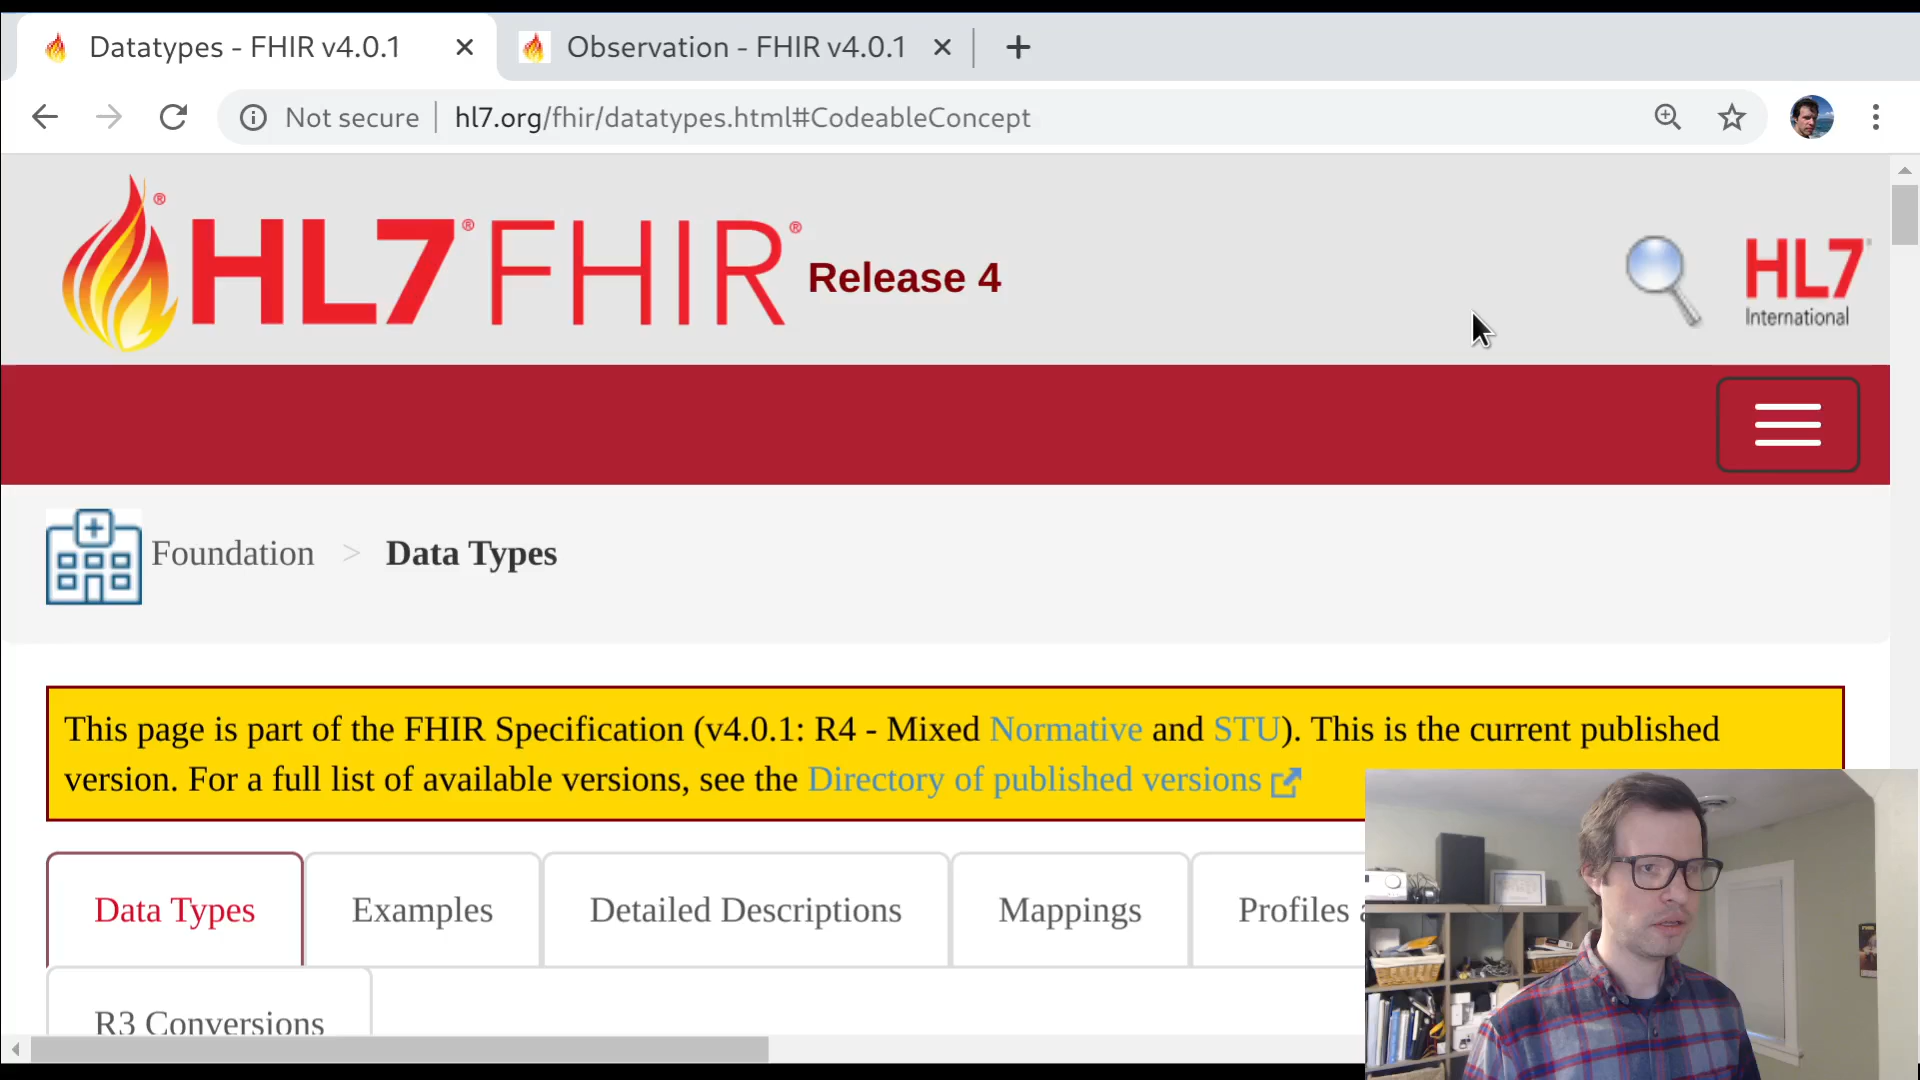 Datatypes - FHIR v4.0.1
Observation - FHIR v4.0.1
Not secure
hl7.org/fhir/datatypes.html#CodeableConcept
HL7® FHIR®
Release 4
HL7
International
Foundation > Data Types
This page is part of the FHIR Specification (v4.0.1: R4 - Mixed Normative and STU). This is the current published
version. For a full list of available versions, see the Directory of published versions
Data Types
Examples
Detailed Descriptions
Mappings
Profiles
R3 Conversions